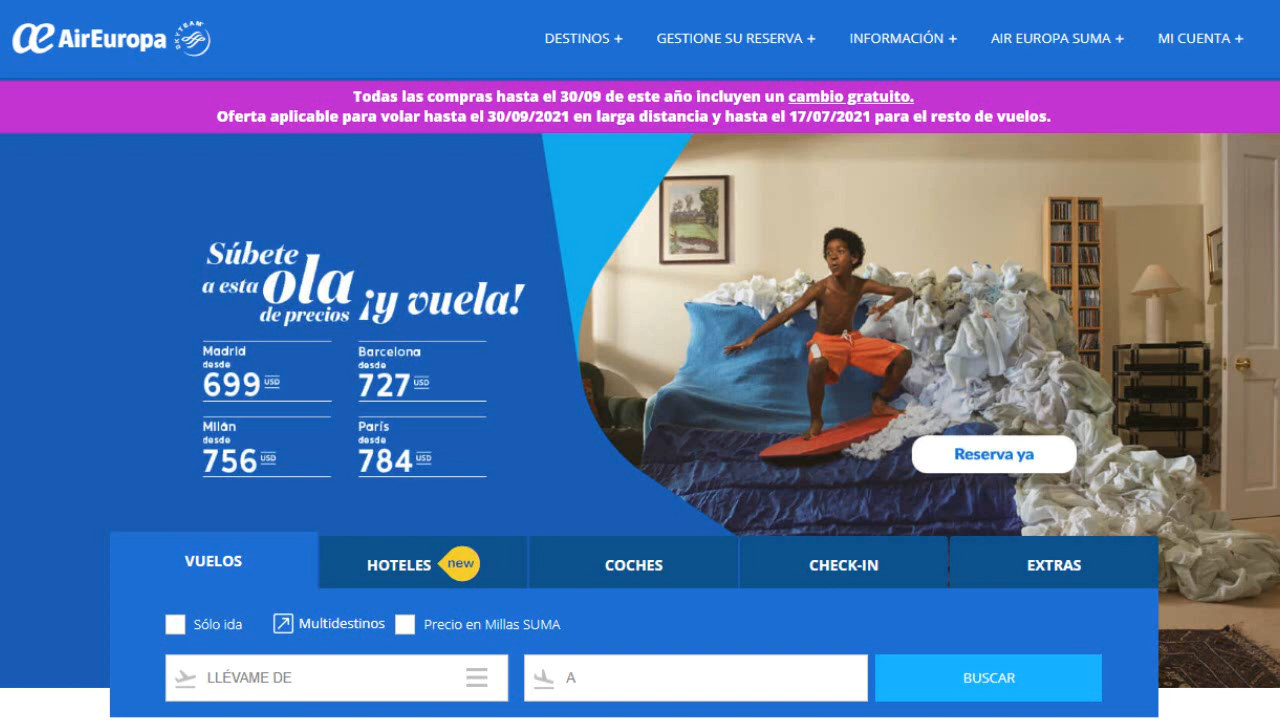 æ AirEuropa SKYTEAM
DESTINOS + GESTIONE SU RESERVA + INFORMACIÓN + AIR EUROPA SUMA + MI CUENTA +
Todas las compras hasta el 30/09 de este año incluyen un cambio gratuito.
Oferta aplicable para volar hasta el 30/09/2021 en larga distancia y hasta el 17/07/2021 para el resto de vuelos.
Súbete
a esta ola ¡y vuela!
de precios
Madrid
desde
699 USD
Barcelona
desde
727 USD
Milán
desde
756 USD
París
desde
784 USD
Reserva ya
VUELOS HOTELES new COCHES CHECK-IN EXTRAS
Sólo ida Multidestinos Precio en Millas SUMA
LLÉVAME DE A BUSCAR